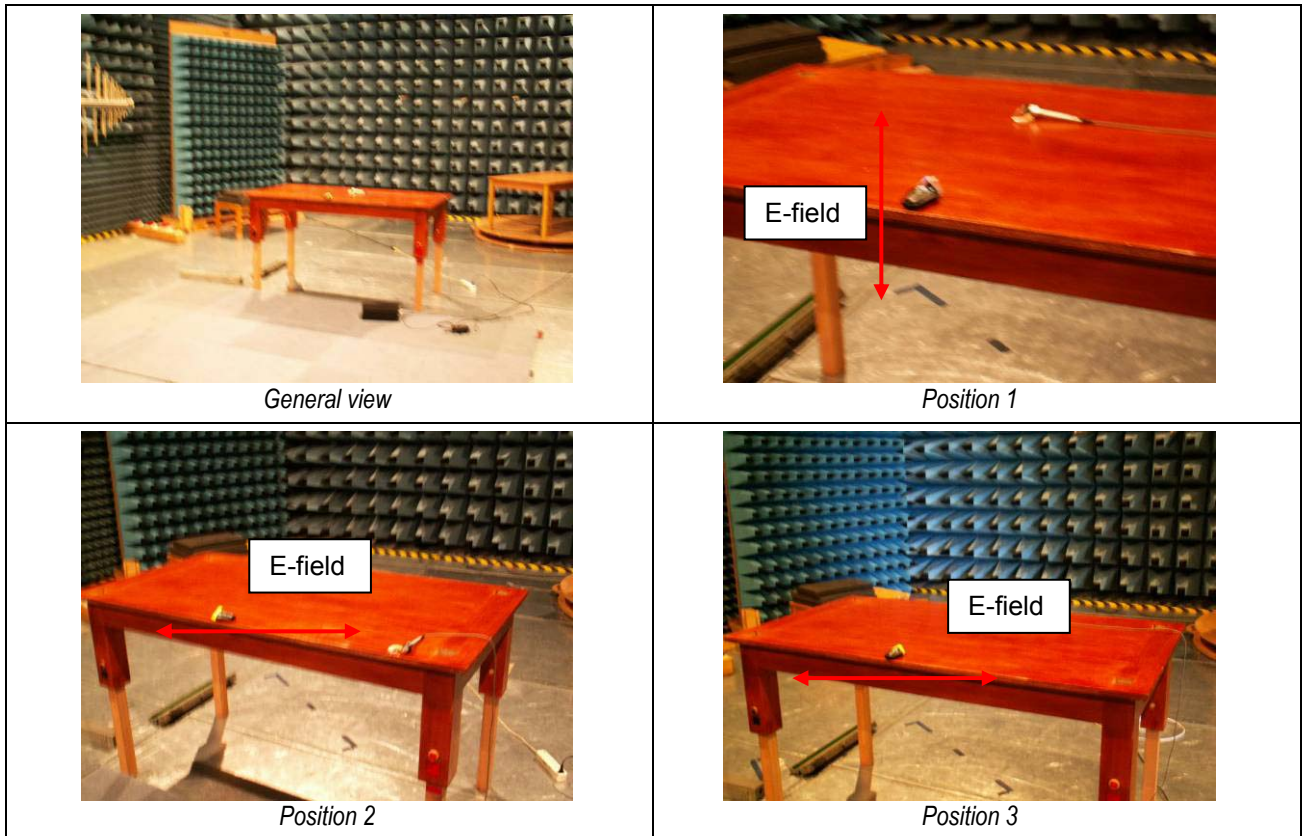 General view
E-field
Position 1
E-field
Position 2
E-field
Position 3